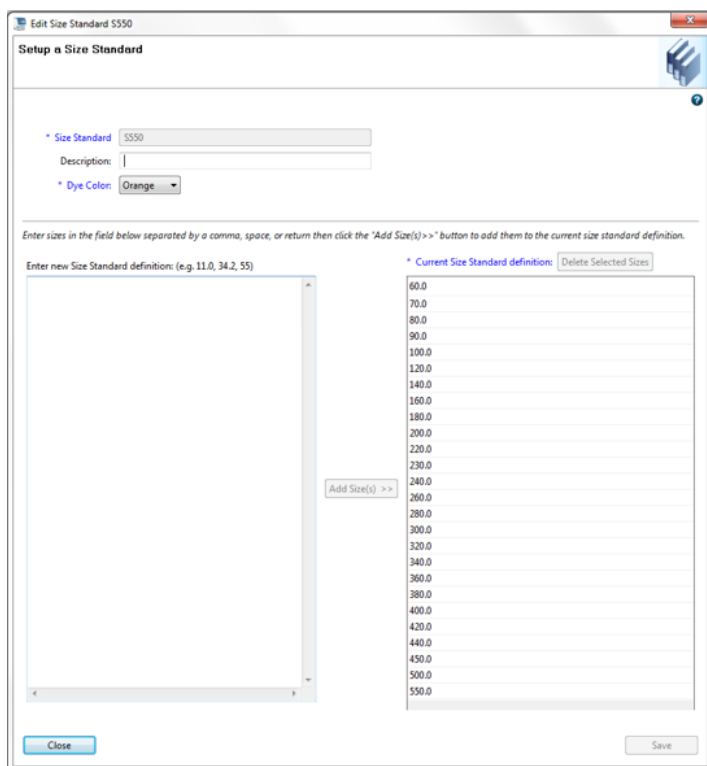 Edit Size Standard S550
Setup a Size Standard
* Size Standard S550
Description:
* Dye Color: Orange
Enter sizes in the field below separated by a comma, space, or return then click the "Add Size(s)>>" button to add them to the current size standard definition.
Enter new Size Standard definition: (e.g. 11.0, 34.2, 55)
* Current Size Standard definition: Delete Selected Sizes
60.0
70.0
80.0
90.0
100.0
120.0
140.0
160.0
180.0
200.0
220.0
230.0
240.0
260.0
280.0
300.0
320.0
340.0
360.0
380.0
400.0
420.0
440.0
450.0
500.0
550.0
Add Size(s) >>
Close
Save